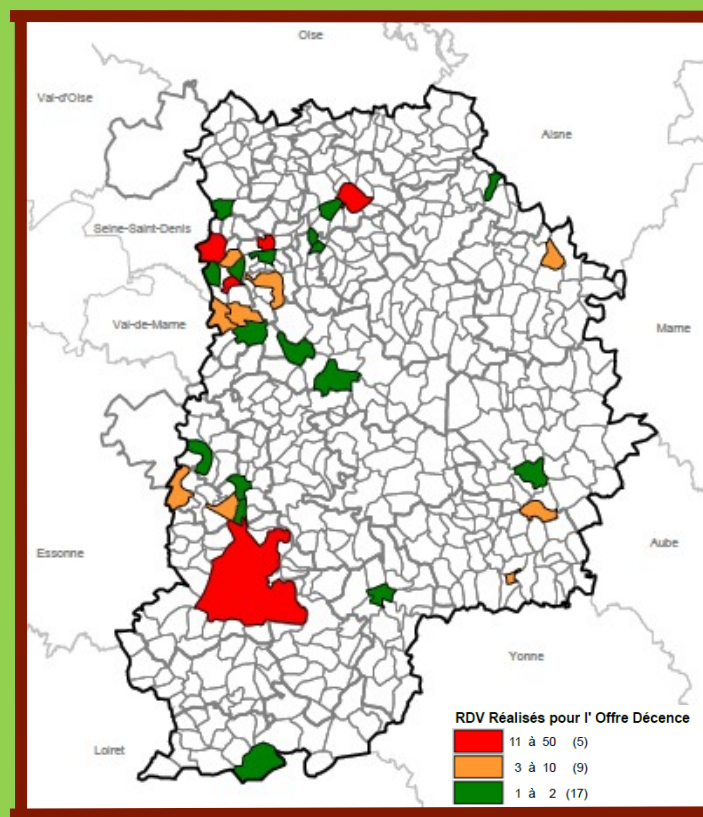 Oise
Val-d'Oise
Aisne
Seine-Saint-Denis
Val-de-Marne
Marne
Essonne
Aube
Yonne
Loiret
RDV Réalisés pour l' Offre Décence
11 à 50 (5)
3 à 10 (9)
1 à 2 (17)